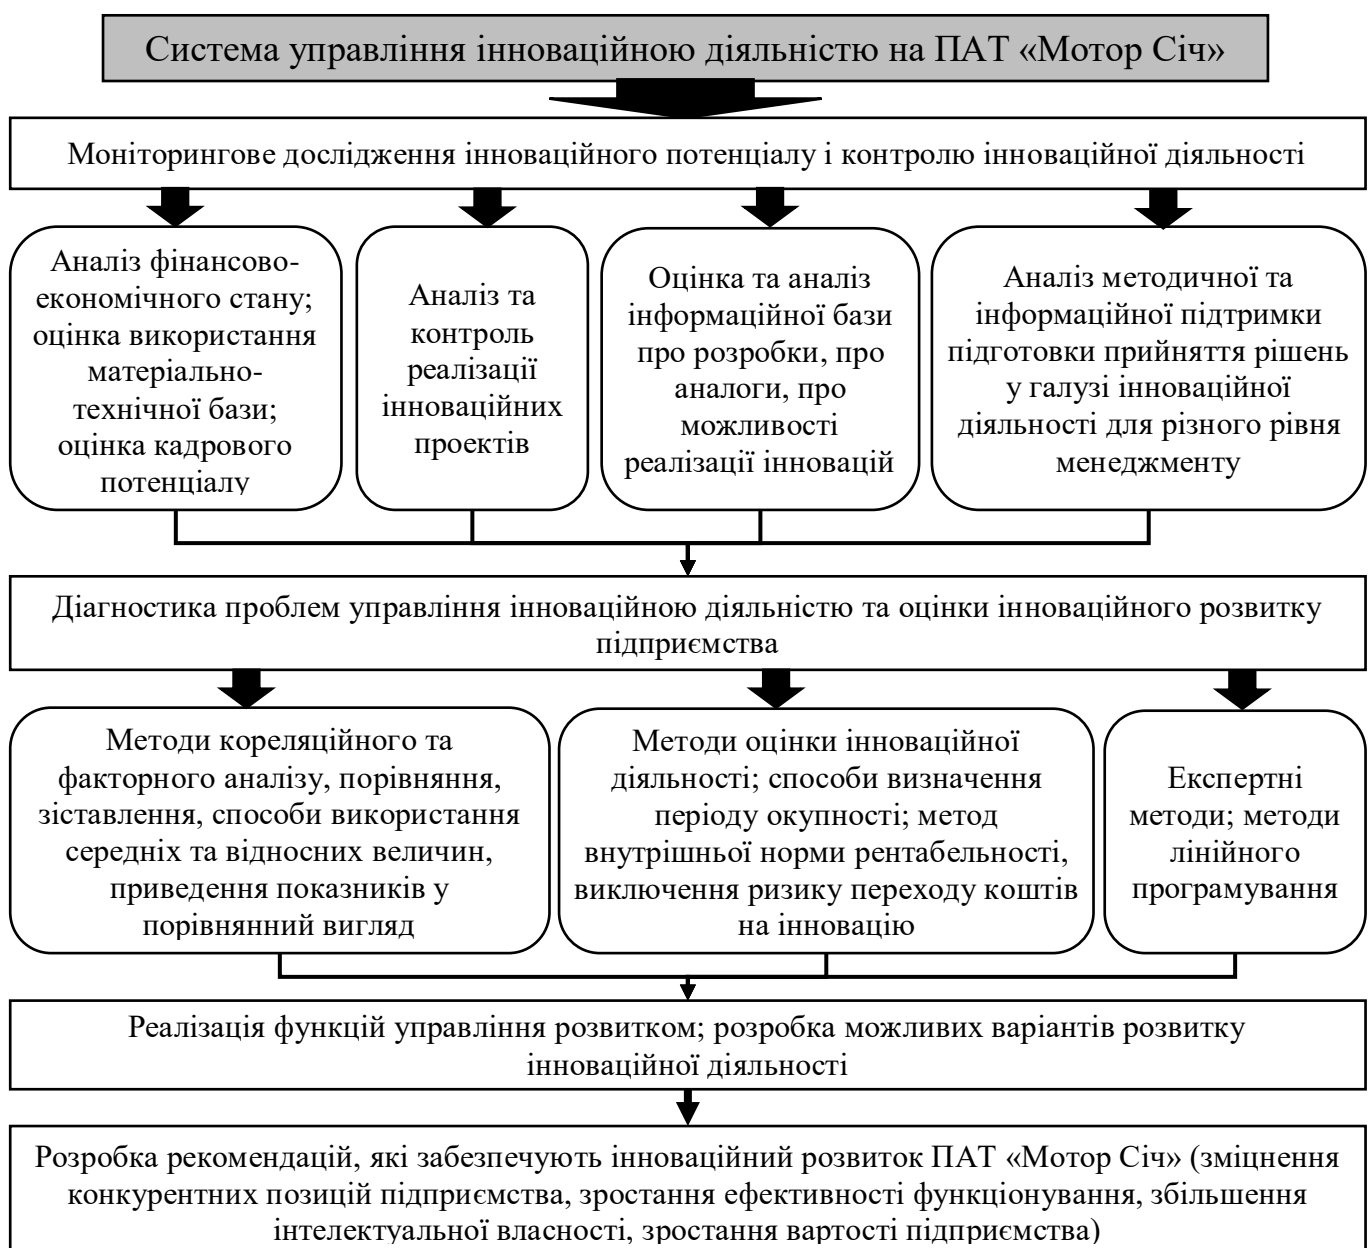 Система управління інноваційною діяльністю на ПАТ «Мотор Січ»
Моніторингове дослідження інноваційного потенціалу і контролю інноваційної діяльності
Аналіз фінансово-
економічного стану;
оцінка використання
матеріально-
технічної бази;
оцінка кадрового
потенціалу
Аналіз та
контроль
реалізації
інноваційних
проектів
Оцінка та аналіз
інформаційної бази
про розробки, про
аналоги, про
можливості
реалізації інновацій
Аналіз методичної та
інформаційної підтримки
підготовки прийняття рішень
у галузі інноваційної
діяльності для різного рівня
менеджменту
Діагностика проблем управління інноваційною діяльністю та оцінки інноваційного розвитку
підприємства
Методи кореляційного та
факторного аналізу, порівняння,
зіставлення, способи використання
середніх та відносних величин,
приведення показників у
порівнянний вигляд
Методи оцінки інноваційної
діяльності; способи визначення
періоду окупності; метод
внутрішньої норми рентабельності,
виключення ризику переходу коштів
на інновацію
Експертні
методи; методи
лінійного
програмування
Реалізація функцій управління розвитком; розробка можливих варіантів розвитку
інноваційної діяльності
Розробка рекомендацій, які забезпечують інноваційний розвиток ПАТ «Мотор Січ» (зміцнення
конкурентних позицій підприємства, зростання ефективності функціонування, збільшення
інтелектуальної власності, зростання вартості підприємства)